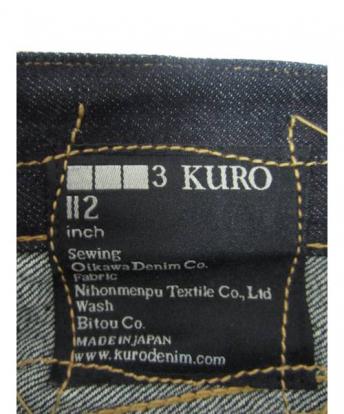 3 KURO
||2
inch
Sewing
Oikawa Denim Co.
Fabric
Nihonmenpu Textile Co., Ltd
Wash
Bitou Co.
MADE IN JAPAN
www.kurodenim.com